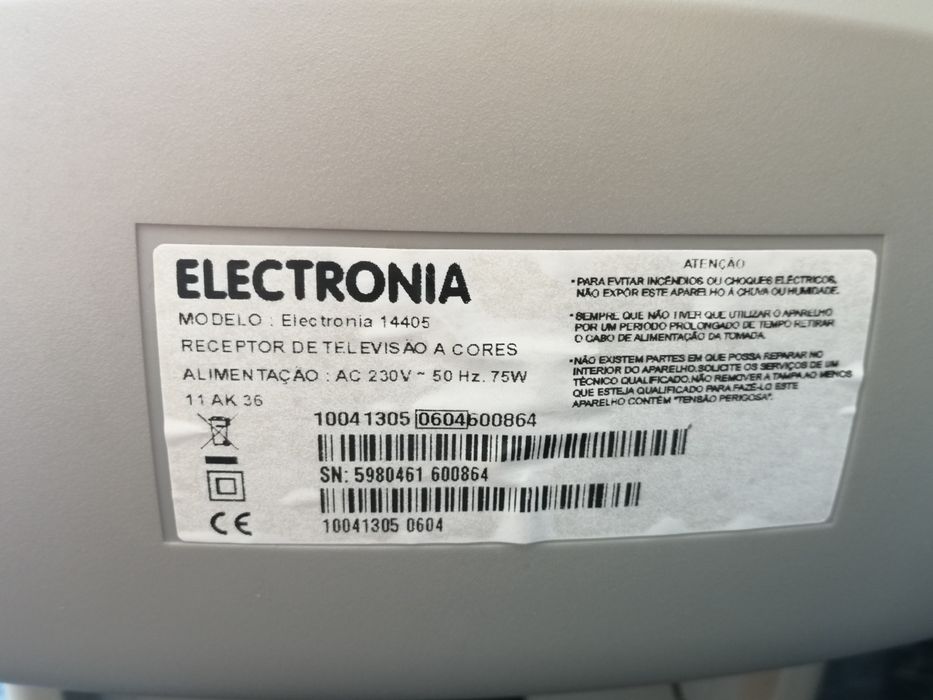 ELECTRONIA
MODELO : Electronia 14405
RECEPTOR DE TELEVISÃO A CORES
ALIMENTAÇÃO : AC 230V ~ 50 Hz. 75W
11 AK 36
10041305 0604 600864
SN: 5980461 600864
10041305 0604
CE
ATENÇÃO
• PARA EVITAR INCÊNDIOS OU CHOQUES ELÉCTRICOS,
NÃO EXPOR ESTE APARELHO À CHUVA OU HUMIDADE.
• SEMPRE QUE NÃO TIVER QUE UTILIZAR O APARELHO
POR UM PERIODO PROLONGADO DE TEMPO RETIRAR
O CABO DE ALIMENTAÇÃO DA TOMADA.
• NÃO EXISTEM PARTES EM QUE POSSA REPARAR NO
INTERIOR DO APARELHO.SOLICITE OS SERVIÇOS DE UM
TÉCNICO QUALIFICADO.NÃO REMOVER A TAMPA AO MENOS
QUE ESTEJA QUALIFICADO PARA FAZÊ-LO ESTE
APARELHO CONTÉM "TENSÃO PERIGOSA".